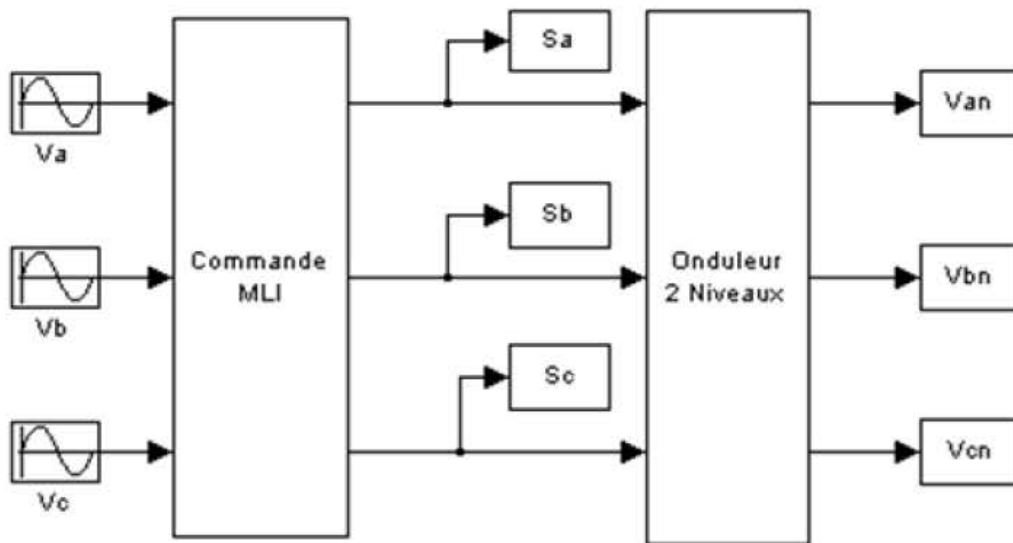 Sa
Va
Van
Sb
Commande
MLI
Onduleur
2 Niveaux
Vb
Vbn
Sc
Vc
Vcn